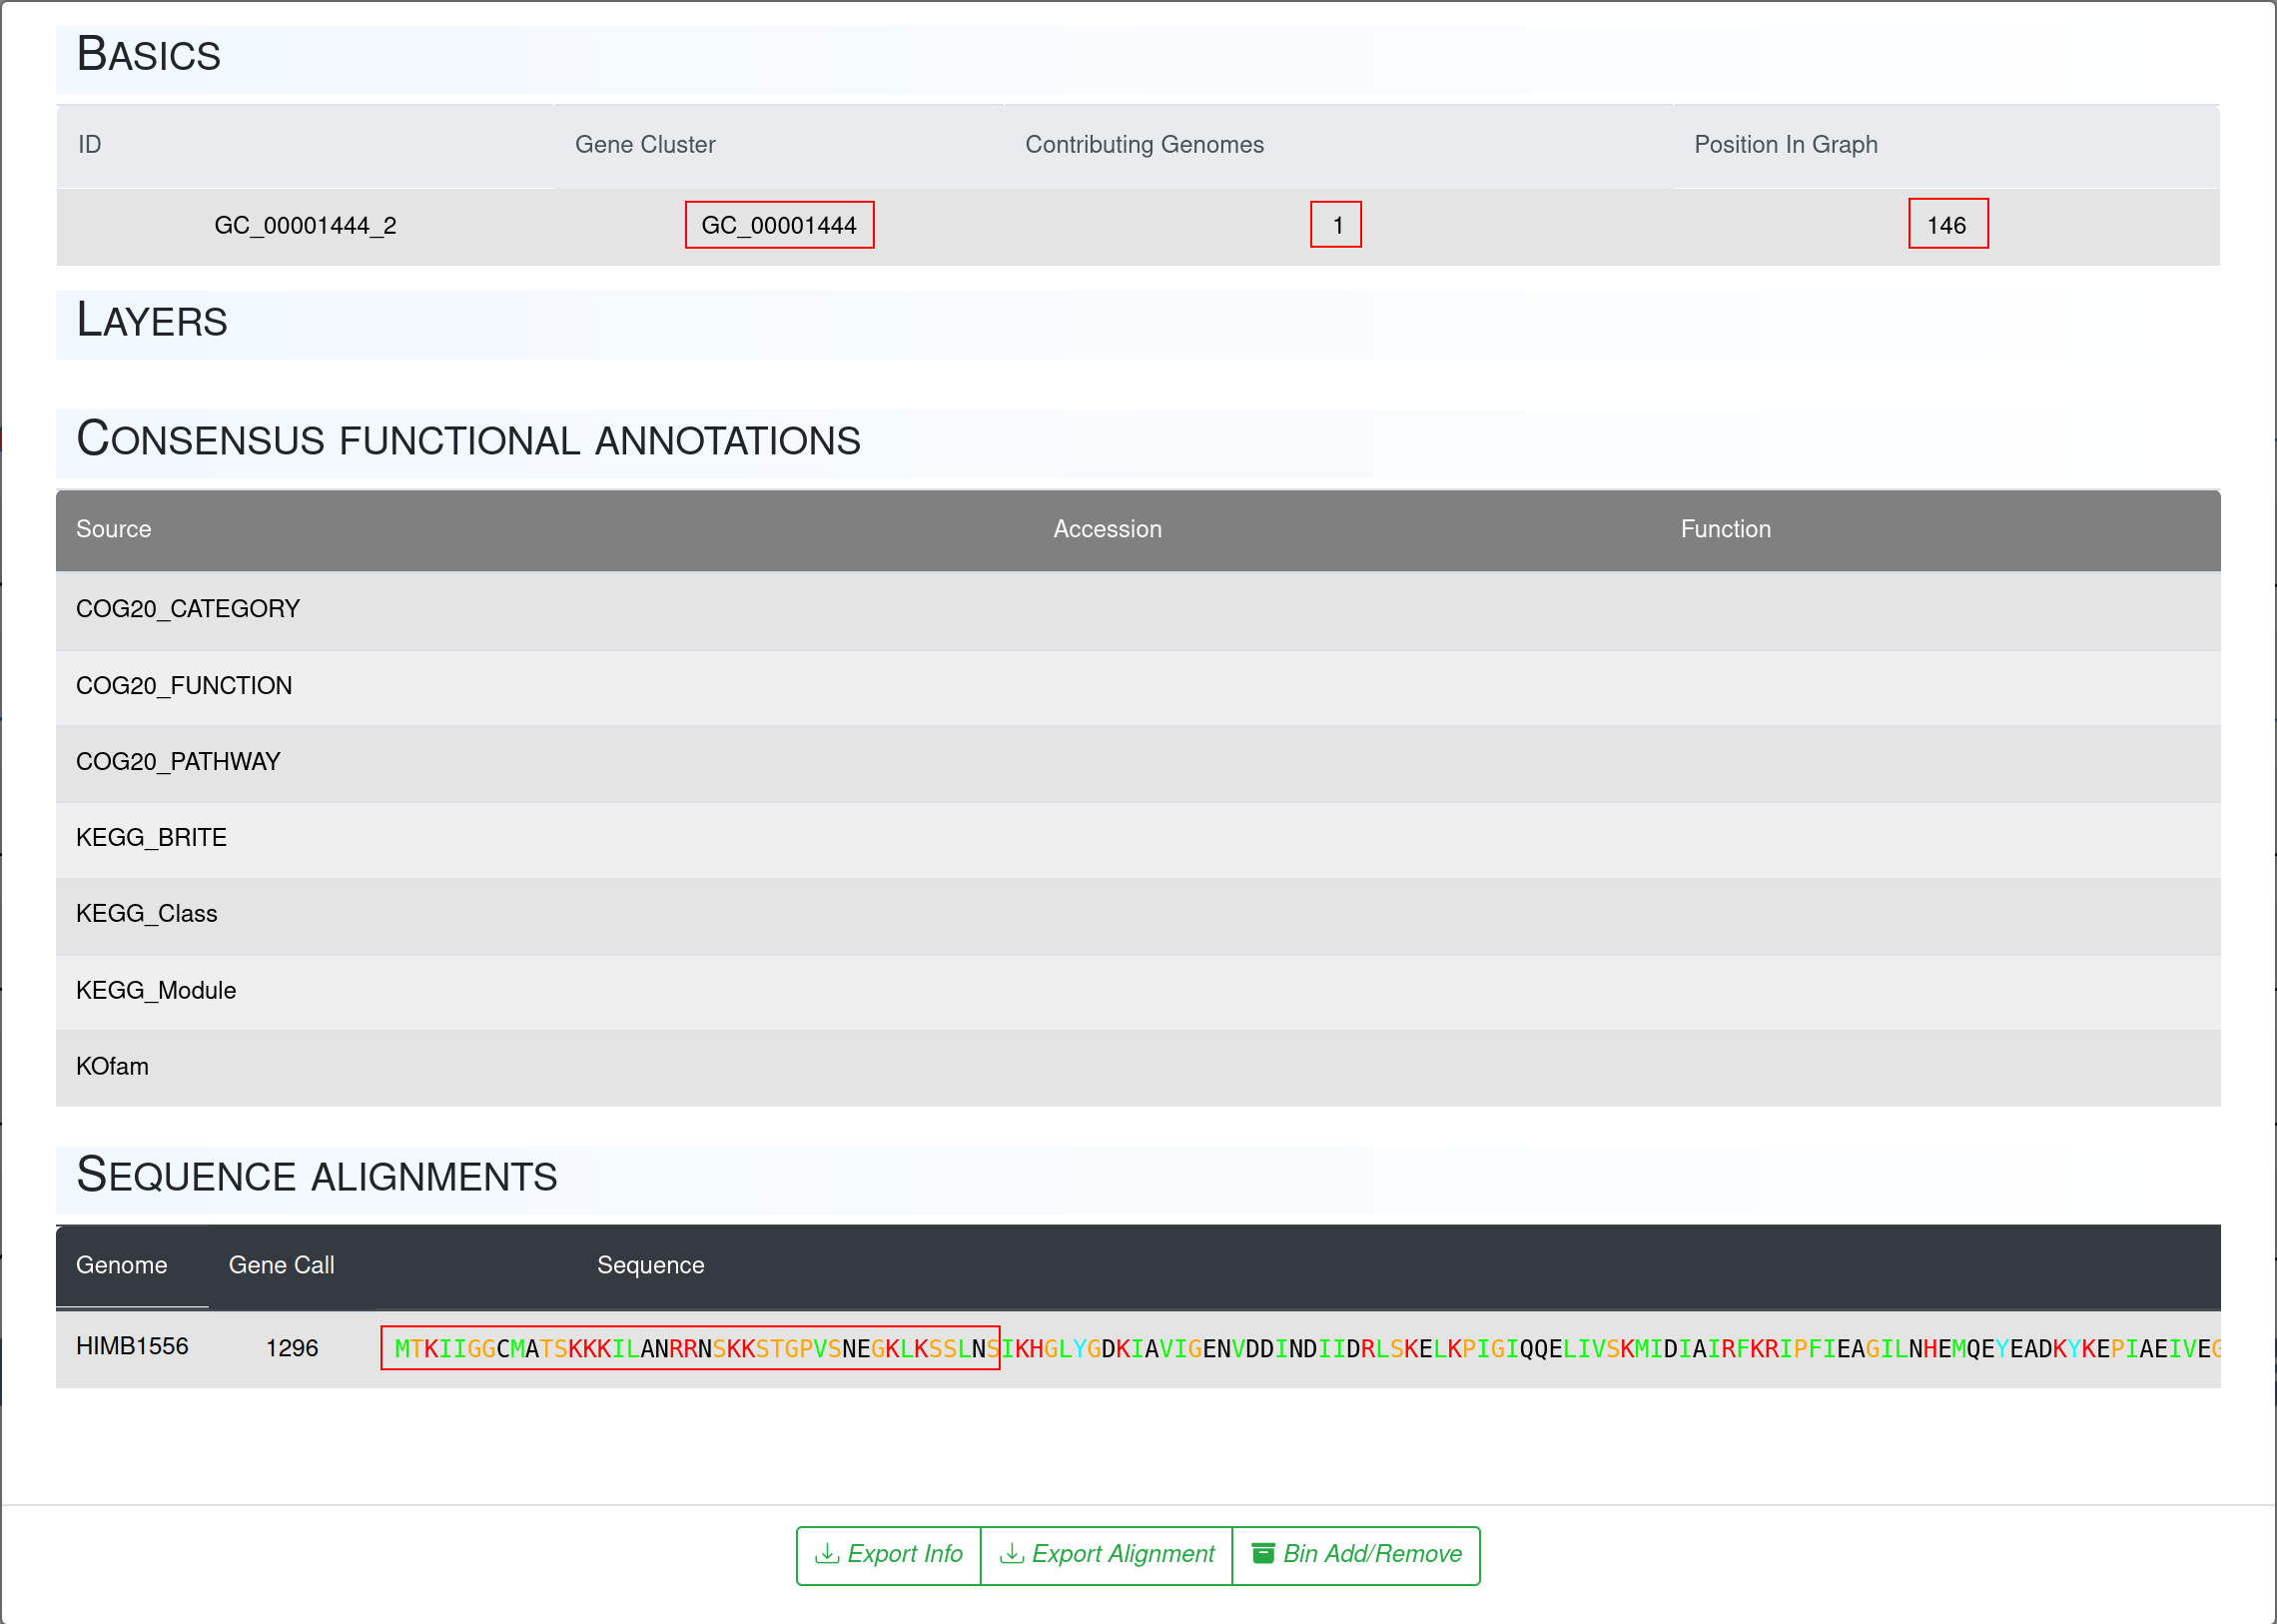 BASICS
ID Gene Cluster Contributing Genomes Position In Graph
GC_00001444_2 GC_00001444 1 146
LAYERS
CONSENSUS FUNCTIONAL ANNOTATIONS
Source Accession Function
COG20_CATEGORY
COG20_FUNCTION
COG20_PATHWAY
KEGG_BRITE
KEGG_Class
KEGG_Module
KOfam
SEQUENCE ALIGNMENTS
Genome Gene Call Sequence
HIMB1556 1296 MTKIIGGCMATSKKKILANRRNSKKSTGPVSNEGKLKSSLNSIKHGLYGDKIAVIGENVDDINDIIDRLSKELKPIGIQQELIVSKMIDIAIRFKRIPFIEAGILNHEMQEYEADKYKEPIAEIVEG
Export Info Export Alignment Bin Add/Remove